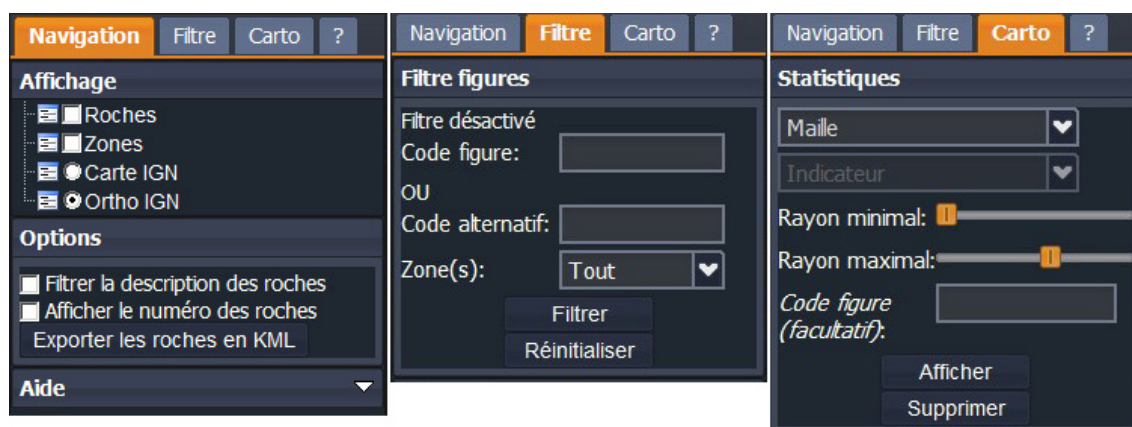 Navigation Filtre Carto ?
Affichage
Roches
Zones
Carte IGN
Ortho IGN
Options
Filtrer la description des roches
Afficher le numéro des roches
Exporter les roches en KML
Aide
Navigation Filtre Carto ?
Filtre figures
Filtre désactivé
Code figure:
OU
Code alternatif:
Zone(s): Tout
Filtrer
Réinitialiser
Navigation Filtre Carto ?
Statistiques
Maille
Indicateur
Rayon minimal:
Rayon maximal:
Code figure
(facultatif):
Afficher
Supprimer